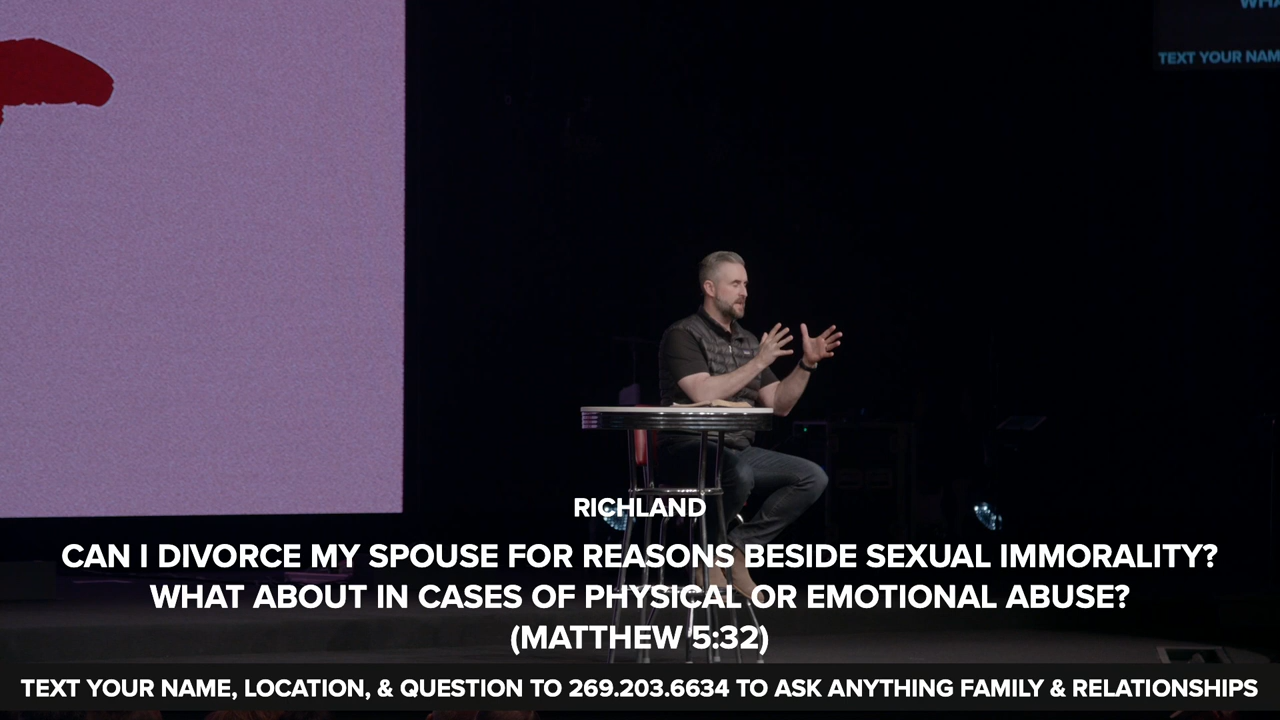 WHA
TEXT YOUR NAM
RICHLAND
CAN I DIVORCE MY SPOUSE FOR REASONS BESIDE SEXUAL IMMORALITY?
WHAT ABOUT IN CASES OF PHYSICAL OR EMOTIONAL ABUSE?
(MATTHEW 5:32)
TEXT YOUR NAME, LOCATION, & QUESTION TO 269.203.6634 TO ASK ANYTHING FAMILY & RELATIONSHIPS